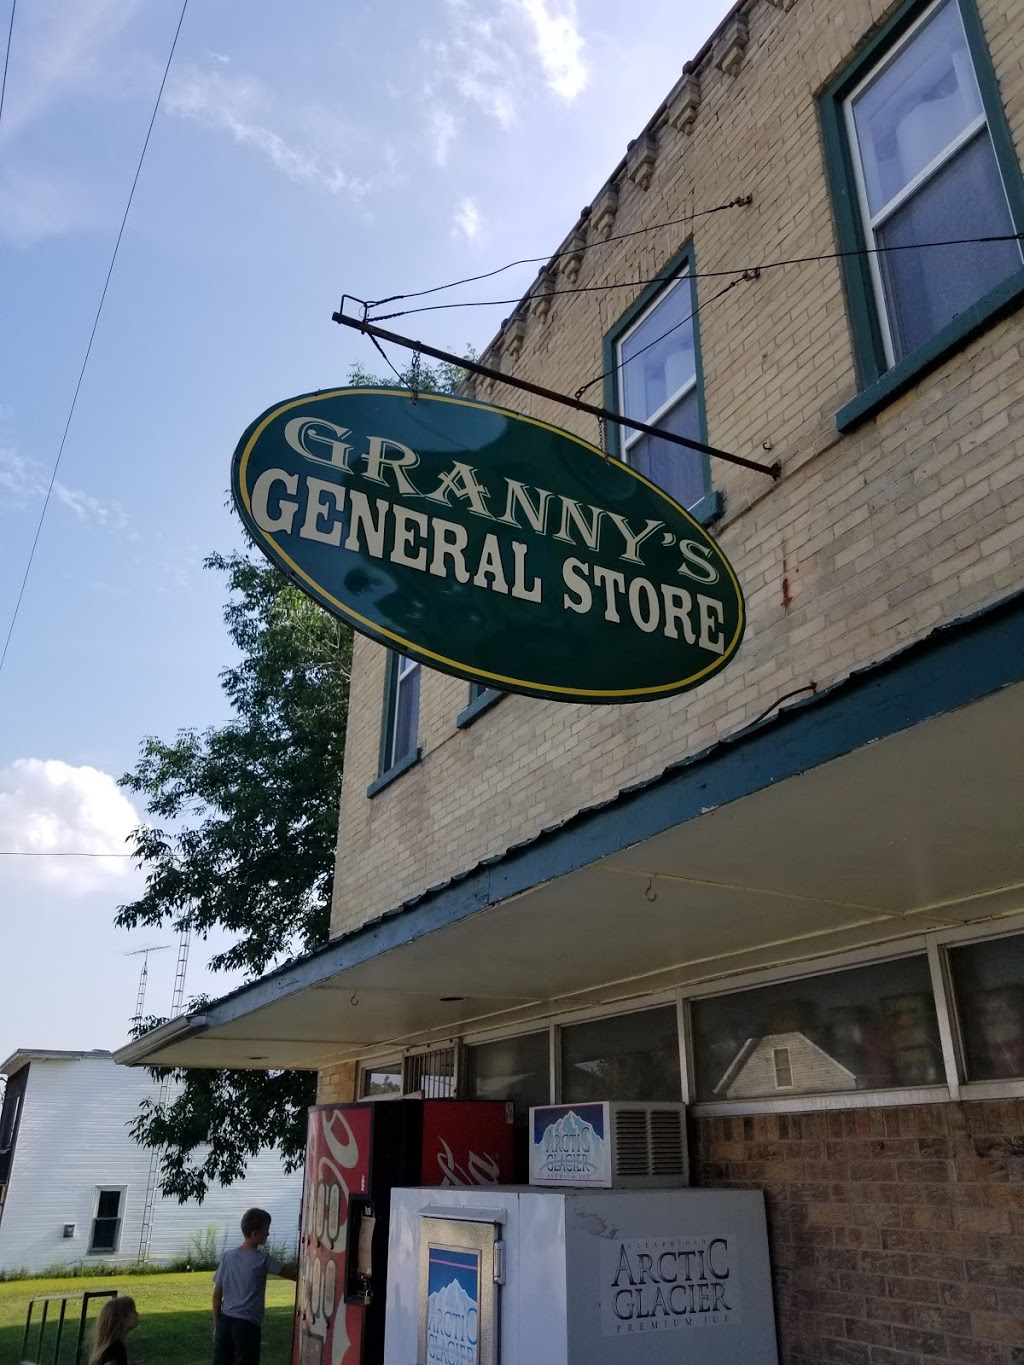 GRANNY'S
GENERAL STORE
ARCTIC
GLACIER
ARCTIC
GLACIER
PREMIUM ICE
ARCTIC
GLACIER